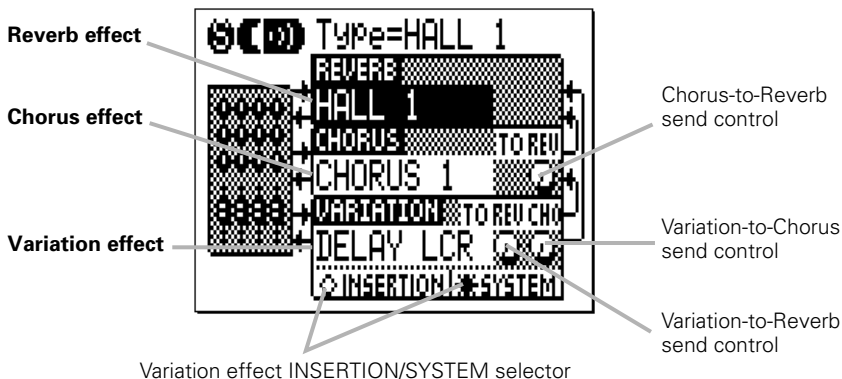 Reverb effect
Type=HALL 1
REVERB
HALL 1
Chorus effect
CHORUS
TO REV
CHORUS 1
Chorus-to-Reverb
send control
VARIATION
TO REV CHO
Variation effect
DELAY LCR
Variation-to-Chorus
send control
INSERTION
SYSTEM
Variation-to-Reverb
send control
Variation effect INSERTION/SYSTEM selector